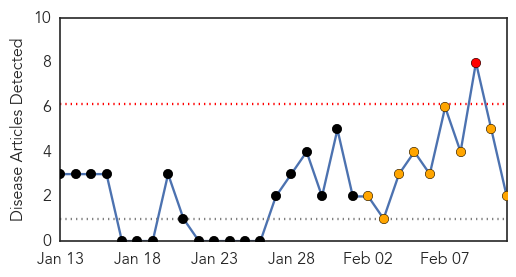 Disease Articles Detected
10
8
6
4
2
0
Jan 13
Jan 18
Jan 23
Jan 28
Feb 02
Feb 07